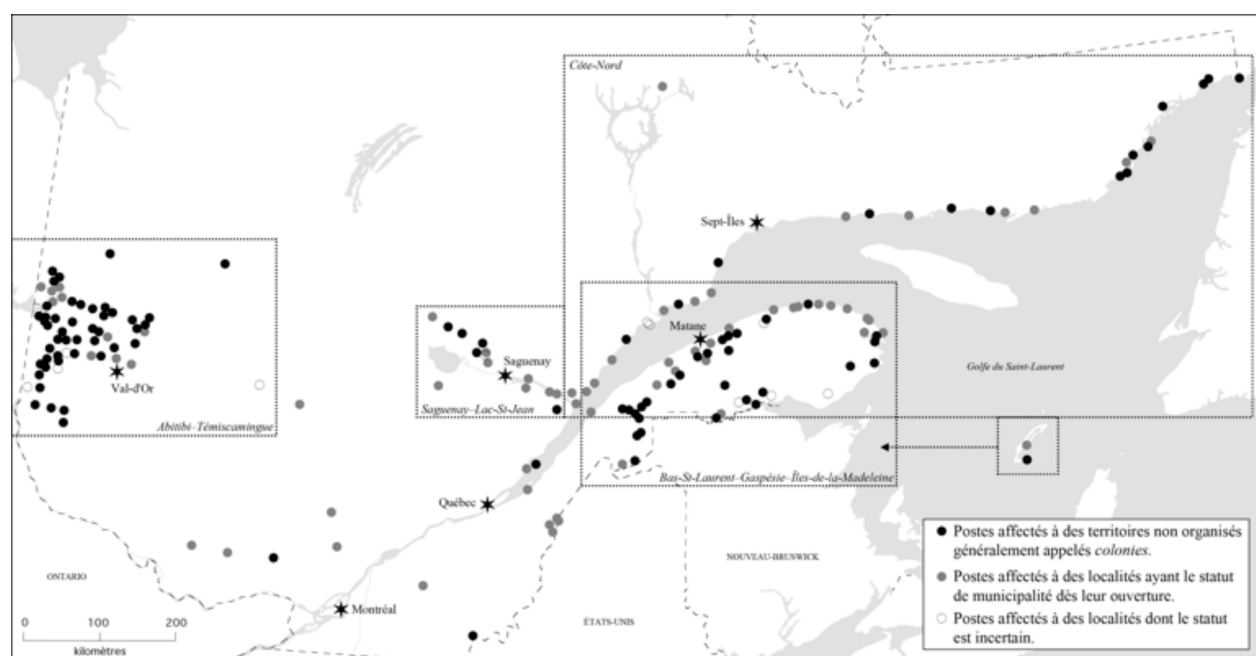 Côte-Nord
Sept-Îles
Matane
Saguenay
Val-d'Or
Golfe du Saint-Laurent
Saguenay–Lac-St-Jean
Abitibi–Témiscamingue
Bas-St-Laurent–Gaspésie–Îles-de-la-Madeleine
Québec
NOUVEAU-BRUSWICK
ONTARIO
Montréal
ÉTATS-UNIS
0 100 200
kilomètres
Postes affectés à des territoires non organisés
généralement appelés colonies.
Postes affectés à des localités ayant le statut
de municipalité dès leur ouverture.
Postes affectés à des localités dont le statut
est incertain.